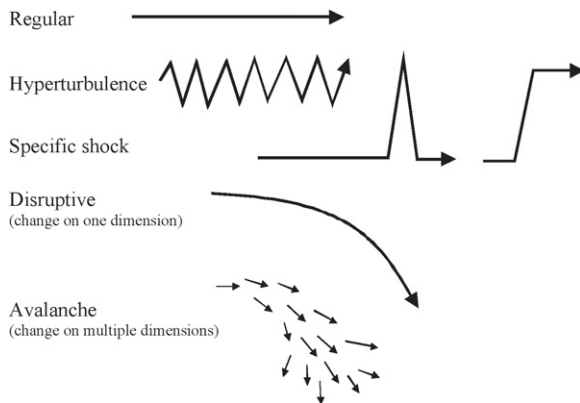 Regular
Hyperturbulence
Specific shock
Disruptive
(change on one dimension)
Avalanche
(change on multiple dimensions)